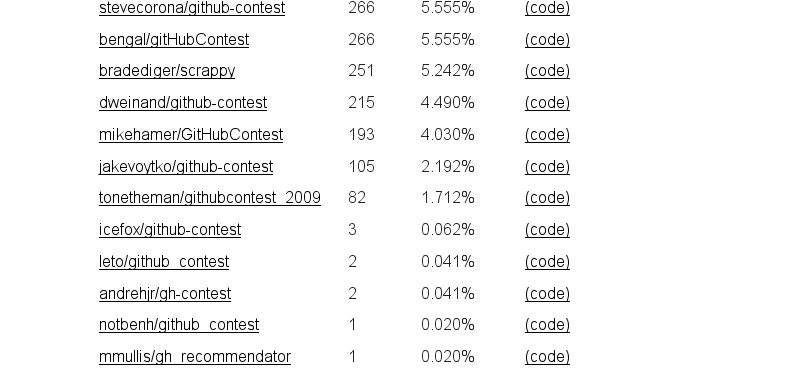 stevecorona/github-contest 266 5.555% (code)
bengal/gitHubContest 266 5.555% (code)
bradediger/scrappy 251 5.242% (code)
dweinand/github-contest 215 4.490% (code)
mikehamer/GitHubContest 193 4.030% (code)
jakevoytko/github-contest 105 2.192% (code)
tonetheman/githubcontest_2009 82 1.712% (code)
icefox/github-contest 3 0.062% (code)
leto/github_contest 2 0.041% (code)
andrehjr/gh-contest 2 0.041% (code)
notbenh/github_contest 1 0.020% (code)
mmullis/gh_recommendator 1 0.020% (code)